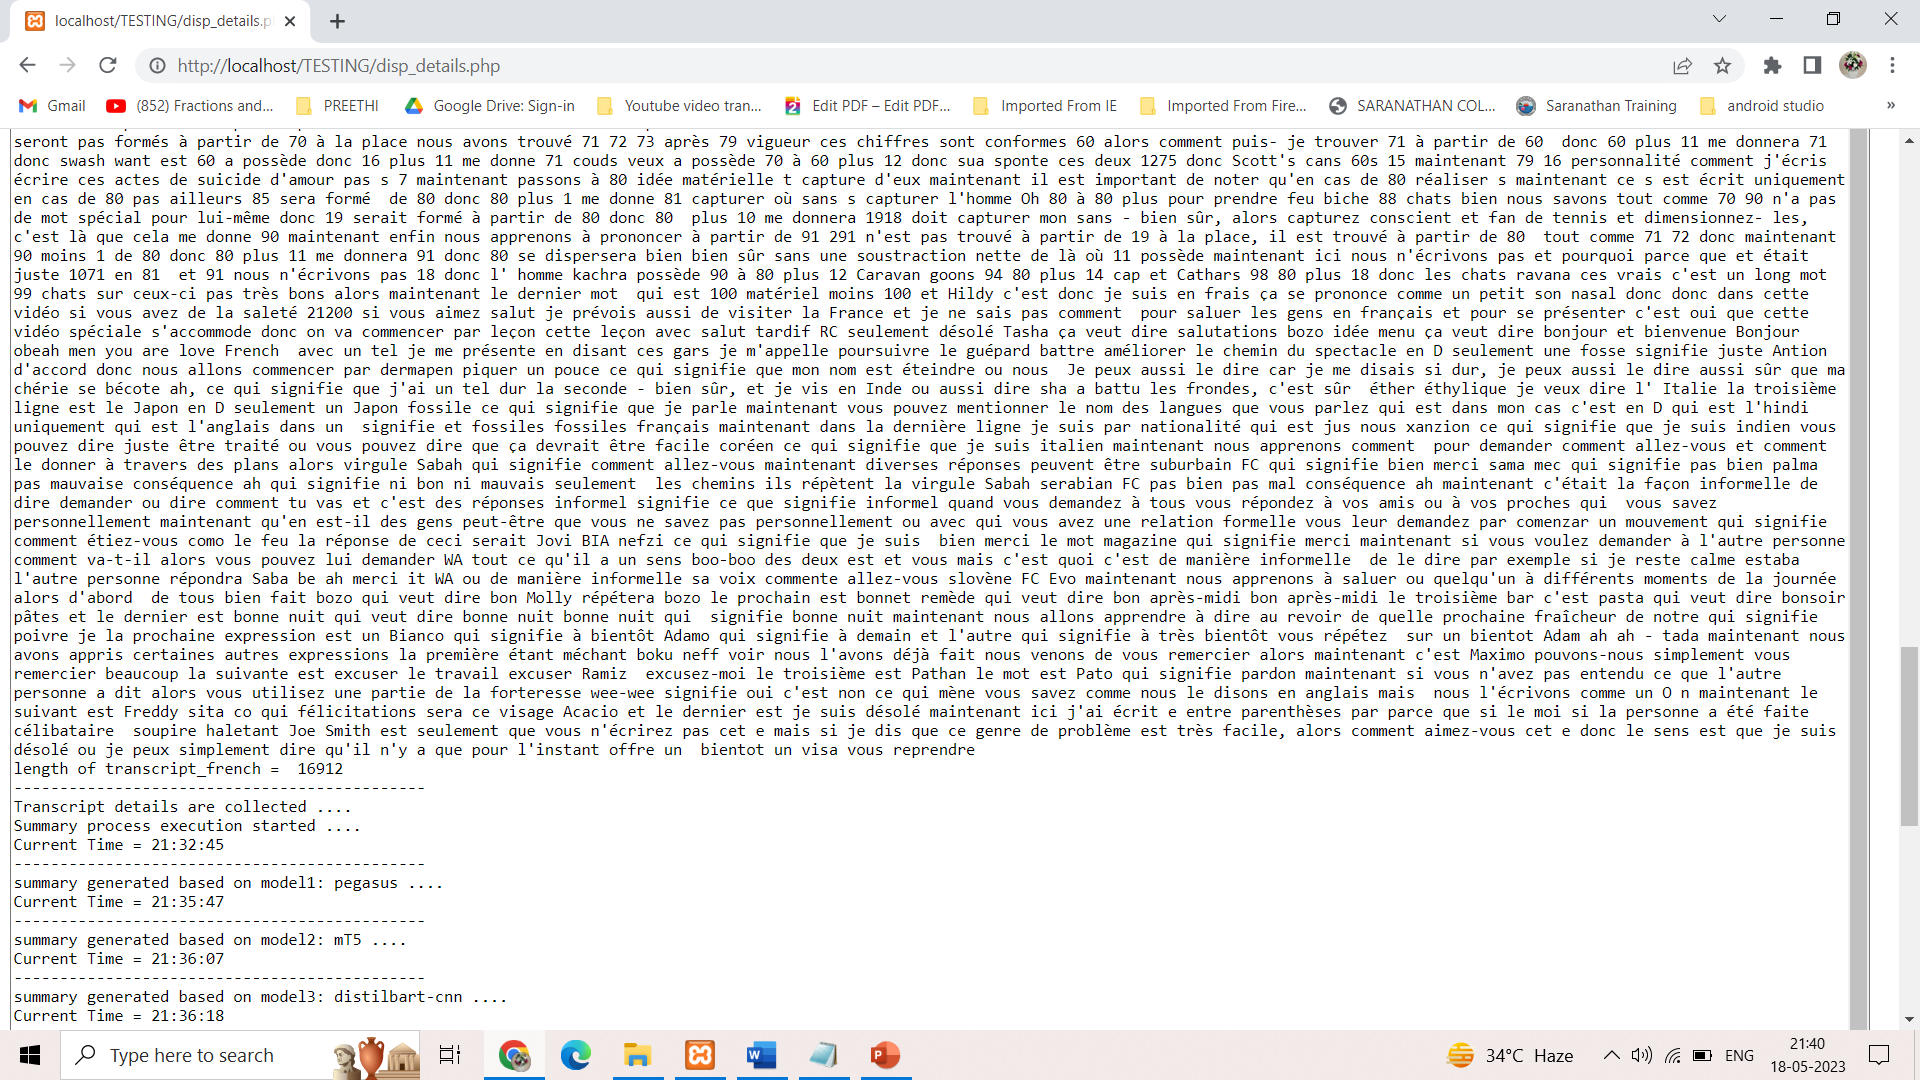 localhost/TESTING/disp_details.p
http://localhost/TESTING/disp_details.php
Gmail
(852) Fractions and...
PREETHI
Google Drive: Sign-in
Youtube video tran...
Edit PDF – Edit PDF...
Imported From IE
Imported From Fire...
SARANATHAN COL...
Saranathan Training
android studio
»
seront pas formés à partir de 70 à la place nous avons trouvé 71 72 73 après 79 vigueur ces chiffres sont conformes 60 alors comment puis- je trouver 71 à partir de 60  donc 60 plus 11 me donnera 71
donc swash want est 60 a possède donc 16 plus 11 me donne 71 couds veux a possède 70 à 60 plus 12 donc sua sponte ces deux 1275 donc Scott's cans 60s 15 maintenant 79 16 personnalité comment j'écris
écrire ces actes de suicide d'amour pas s 7 maintenant passons à 80 idée matérielle t capture d'eux maintenant il est important de noter qu'en cas de 80 réaliser s maintenant ce s est écrit uniquement
en cas de 80 pas ailleurs 85 sera formé  de 80 donc 80 plus 1 me donne 81 capturer où sans s capturer l'homme Oh 80 à 80 plus pour prendre feu biche 88 chats bien nous savons tout comme 70 90 n'a pas
de mot spécial pour lui-même donc 19 serait formé à partir de 80 donc 80  plus 10 me donnera 1918 doit capturer mon sans - bien sûr, alors capturez conscient et fan de tennis et dimensionnez- les,
c'est là que cela me donne 90 maintenant enfin nous apprenons à prononcer à partir de 91 291 n'est pas trouvé à partir de 19 à la place, il est trouvé à partir de 80  tout comme 71 72 donc maintenant
90 moins 1 de 80 donc 80 plus 11 me donnera 91 donc 80 se dispersera bien bien sûr sans une soustraction nette de là où 11 possède maintenant ici nous n'écrivons pas et pourquoi parce que et était
juste 1071 en 81  et 91 nous n'écrivons pas 18 donc l' homme kachra possède 90 à 80 plus 12 Caravan goons 94 80 plus 14 cap et Cathars 98 80 plus 18 donc les chats ravana ces vrais c'est un long mot
99 chats sur ceux-ci pas très bons alors maintenant le dernier mot  qui est 100 matériel moins 100 et Hildy c'est donc je suis en frais ça se prononce comme un petit son nasal donc donc dans cette
vidéo si vous avez de la saleté 21200 si vous aimez salut je prévois aussi de visiter la France et je ne sais pas comment  pour saluer les gens en français et pour se présenter c'est oui que cette
vidéo spéciale s'accommode donc on va commencer par leçon cette leçon avec salut tardif RC seulement désolé Tasha ça veut dire salutations bozo idée menu ça veut dire bonjour et bienvenue Bonjour
obeah men you are love French  avec un tel je me présente en disant ces gars je m'appelle poursuivre le guépard battre améliorer le chemin du spectacle en D seulement une fosse signifie juste Antion
d'accord donc nous allons commencer par dermapen piquer un pouce ce qui signifie que mon nom est éteindre ou nous  Je peux aussi le dire car je me disais si dur, je peux aussi le dire aussi sûr que ma
chérie se bécote ah, ce qui signifie que j'ai un tel dur la seconde - bien sûr, et je vis en Inde ou aussi dire sha a battu les frondes, c'est sûr  éther éthylique je veux dire l' Italie la troisième
ligne est le Japon en D seulement un Japon fossile ce qui signifie que je parle maintenant vous pouvez mentionner le nom des langues que vous parlez qui est dans mon cas c'est en D qui est l'hindi
uniquement qui est l'anglais dans un  signifie et fossiles fossiles français maintenant dans la dernière ligne je suis par nationalité qui est jus nous xanzion ce qui signifie que je suis indien vous
pouvez dire juste être traité ou vous pouvez dire que ça devrait être facile coréen ce qui signifie que je suis italien maintenant nous apprenons comment  pour demander comment allez-vous et comment
le donner à travers des plans alors virgule Sabah qui signifie comment allez-vous maintenant diverses réponses peuvent être suburbain FC qui signifie bien merci sama mec qui signifie pas bien palma
pas mauvaise conséquence ah qui signifie ni bon ni mauvais seulement  les chemins ils répètent la virgule Sabah serabian FC pas bien pas mal conséquence ah maintenant c'était la façon informelle de
dire demander ou dire comment tu vas et c'est des réponses informel signifie ce que signifie informel quand vous demandez à tous vous répondez à vos amis ou à vos proches qui  vous savez
personnellement maintenant qu'en est-il des gens peut-être que vous ne savez pas personnellement ou avec qui vous avez une relation formelle vous leur demandez par comenzar un mouvement qui signifie
comment étiez-vous como le feu la réponse de ceci serait Jovi BIA nefzi ce qui signifie que je suis  bien merci le mot magazine qui signifie merci maintenant si vous voulez demander à l'autre personne
comment va-t-il alors vous pouvez lui demander WA tout ce qu'il a un sens boo-boo des deux est et vous mais c'est quoi c'est de manière informelle  de le dire par exemple si je reste calme estaba
l'autre personne répondra Saba be ah merci it WA ou de manière informelle sa voix commente allez-vous slovène FC Evo maintenant nous apprenons à saluer ou quelqu'un à différents moments de la journée
alors d'abord  de tous bien fait bozo qui veut dire bon Molly répétera bozo le prochain est bonnet remède qui veut dire bon après-midi bon après-midi le troisième bar c'est pasta qui veut dire bonsoir
pâtes et le dernier est bonne nuit qui veut dire bonne nuit bonne nuit qui  signifie bonne nuit maintenant nous allons apprendre à dire au revoir de quelle prochaine fraîcheur de notre qui signifie
poivre je la prochaine expression est un Bianco qui signifie à bientôt Adamo qui signifie à demain et l'autre qui signifie à très bientôt vous répétez  sur un bientot Adam ah ah - tada maintenant nous
avons appris certaines autres expressions la première étant méchant boku neff voir nous l'avons déjà fait nous venons de vous remercier alors maintenant c'est Maximo pouvons-nous simplement vous
remercier beaucoup la suivante est excuser le travail excuser Ramiz  excusez-moi le troisième est Pathan le mot est Pato qui signifie pardon maintenant si vous n'avez pas entendu ce que l'autre
personne a dit alors vous utilisez une partie de la forteresse wee-wee signifie oui c'est non ce qui mène vous savez comme nous le disons en anglais mais  nous l'écrivons comme un O n maintenant le
suivant est Freddy sita co qui félicitations sera ce visage Acacio et le dernier est je suis désolé maintenant ici j'ai écrit e entre parenthèses par parce que si le moi si la personne a été faite
célibataire  soupire haletant Joe Smith est seulement que vous n'écrirez pas cet e mais si je dis que ce genre de problème est très facile, alors comment aimez-vous cet e donc le sens est que je suis
désolé ou je peux simplement dire qu'il n'y a que pour l'instant offre un  bientot un visa vous reprendre
length of transcript_french =  16912
---------------------------------------------
Transcript details are collected ....
Summary process execution started ....
Current Time = 21:32:45
---------------------------------------------
summary generated based on model1: pegasus ....
Current Time = 21:35:47
---------------------------------------------
summary generated based on model2: mT5 ....
Current Time = 21:36:07
---------------------------------------------
summary generated based on model3: distilbart-cnn ....
Current Time = 21:36:18
Type here to search
34°C Haze
ENG
21:40
18-05-2023